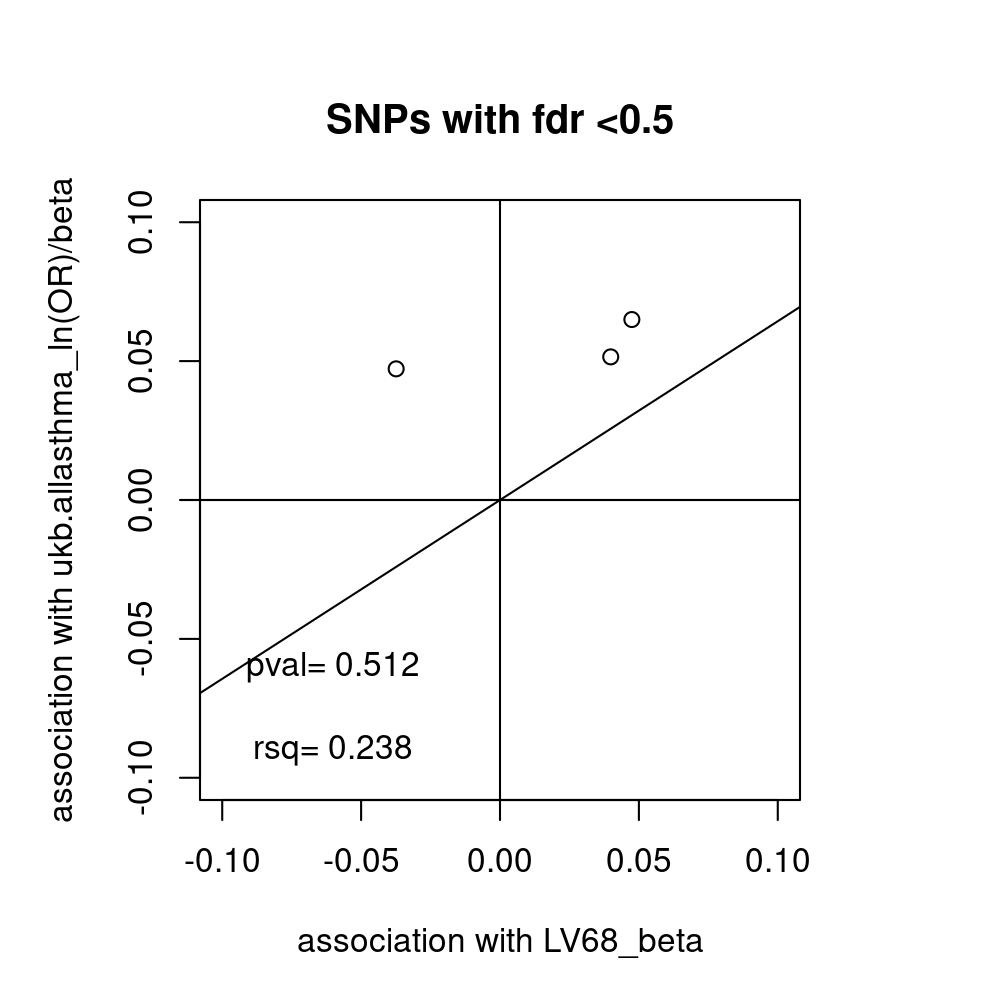 SNPs with fdr <0.5
association with ukb.allasthma_ln(OR)/beta
0.10
0.05
0.00
-0.05
-0.10
pval= 0.512
rsq= 0.238
-0.10 -0.05 0.00 0.05 0.10
association with LV68_beta